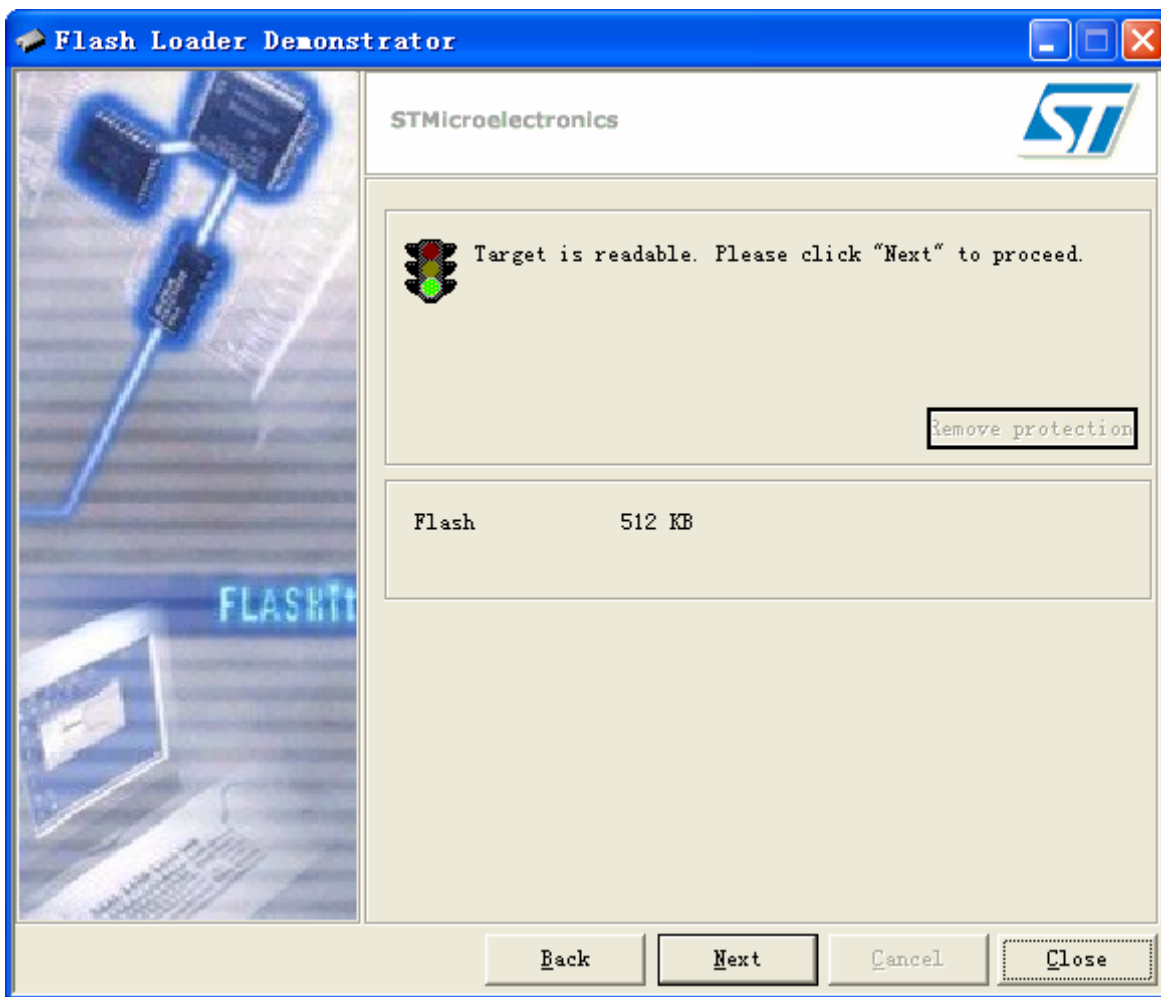 Flash Loader Demonstrator
STMicroelectronics
ST
Target is readable. Please click "Next" to proceed.
Remove protection
Flash 512 KB
FLASHit
Back Next Cancel Close